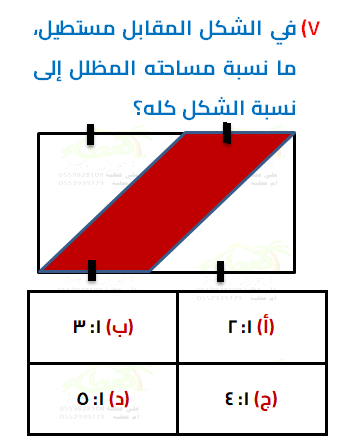 ٧) في الشكل المقابل مستطيل،
ما نسبة مساحته المظلل إلى
نسبة الشكل كله؟
(أ) ١: ٢
(ب) ١: ٣
(ج) ١: ٤
(د) ١: ٥